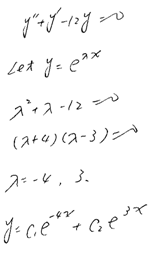 y''+y'-12y=0
Let y=e^{λx}
λ²+λ-12=0
(λ+4)(λ-3)=0
λ=-4, 3.
y=c₁e^{-4x}+c₂e^{3x}